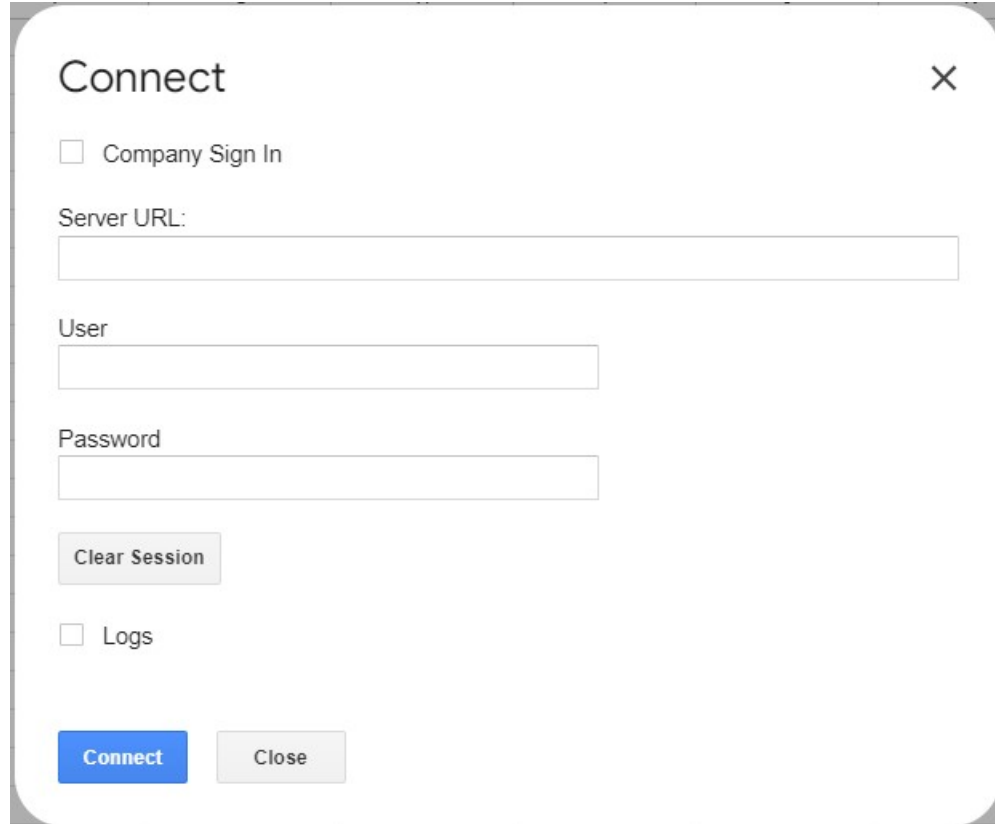 Connect
Company Sign In
Server URL:
User
Password
Clear Session
Logs
Connect Close